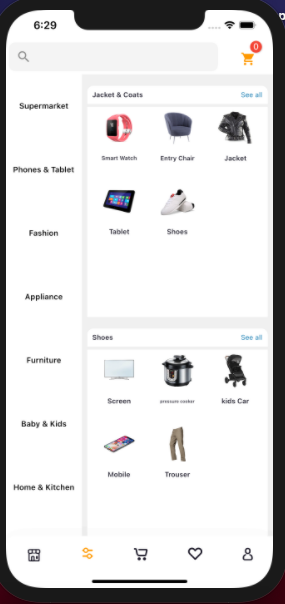 6:29
0
Supermarket
Phones & Tablet
Fashion
Appliance
Furniture
Baby & Kids
Home & Kitchen
Jacket & Coats See all
Smart Watch Entry Chair Jacket
Tablet Shoes
Shoes See all
Screen pressure cooker kids Car
Mobile Trouser